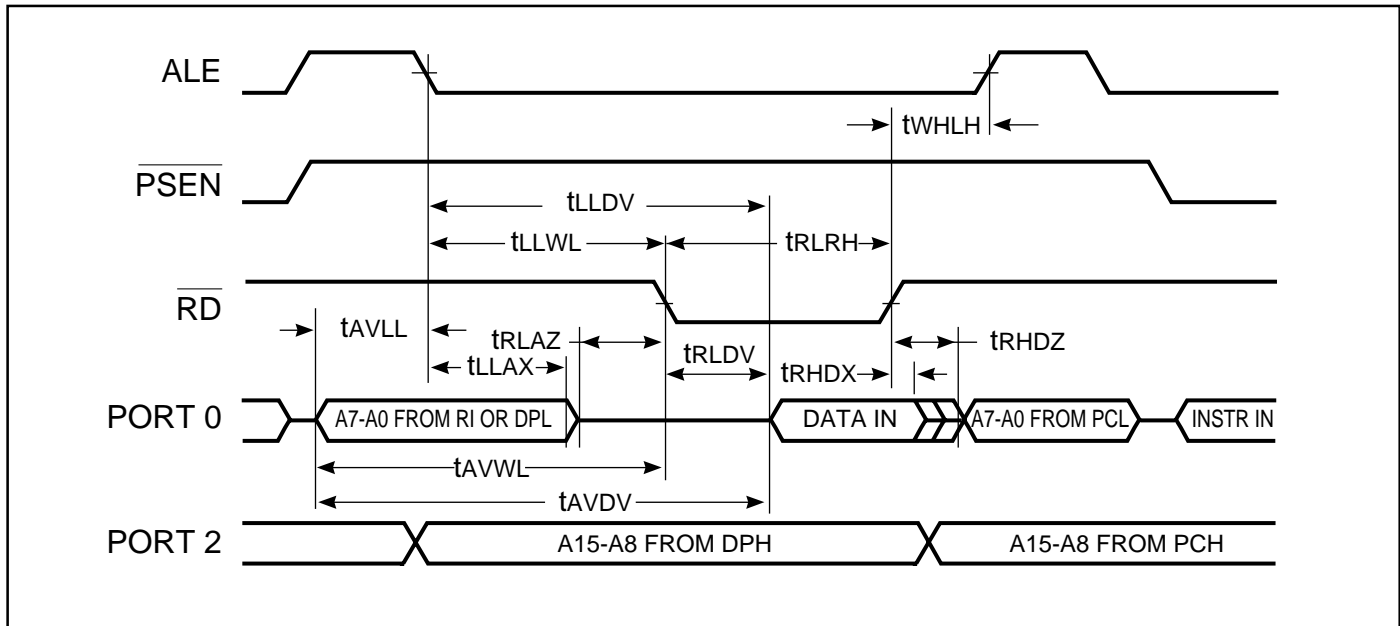 ALE
tWHLH
PSEN
tLLDV
tLLWL
tRLRH
RD
tAVLL
tRLAZ
tRLDV
tRHDZ
tLLAX
tRHDX
PORT 0
A7-A0 FROM RI OR DPL
DATA IN
A7-A0 FROM PCL
INSTR IN
tAVWL
tAVDV
PORT 2
A15-A8 FROM DPH
A15-A8 FROM PCH